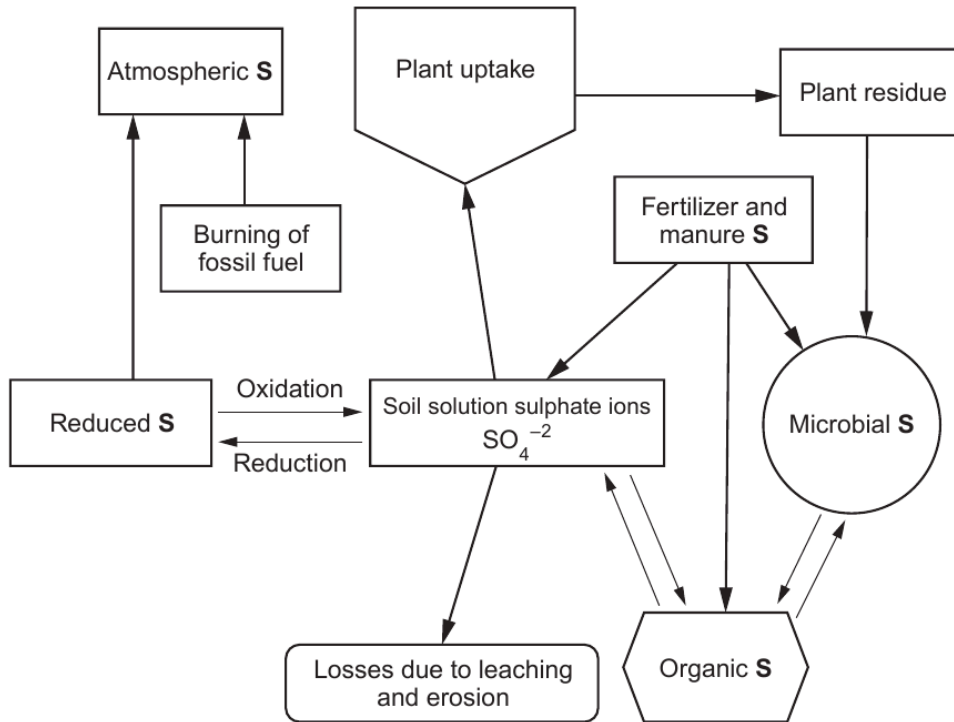 Atmospheric S
Plant uptake
Plant residue
Burning of
fossil fuel
Fertilizer and
manure S
Reduced S
Oxidation
Reduction
Soil solution sulphate ions
SO₄⁻²
Microbial S
Losses due to leaching
and erosion
Organic S